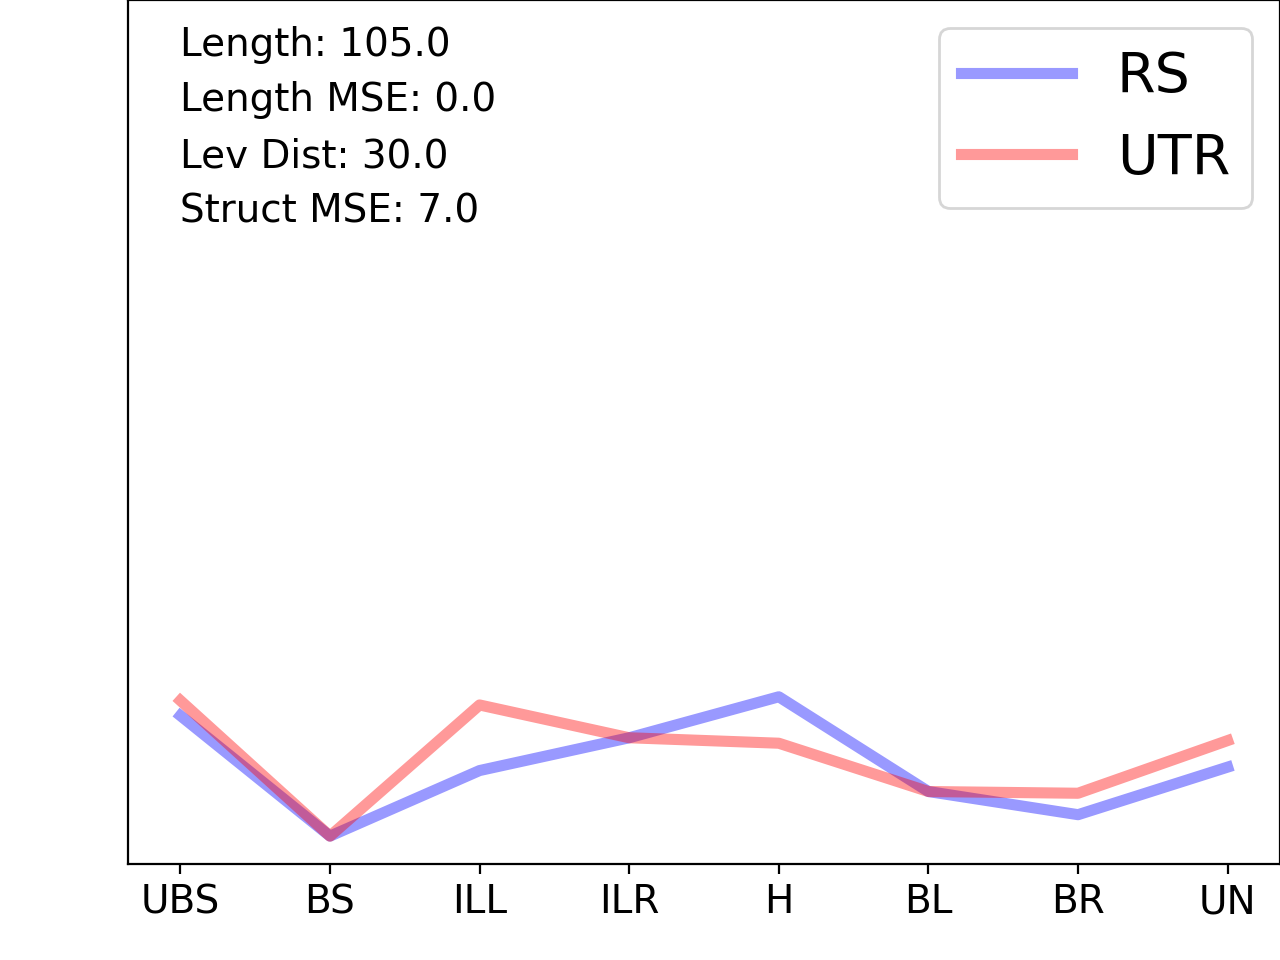 Length: 105.0
Length MSE: 0.0
Lev Dist: 30.0
Struct MSE: 7.0
RS
UTR
UBS BS ILL ILR H BL BR UN